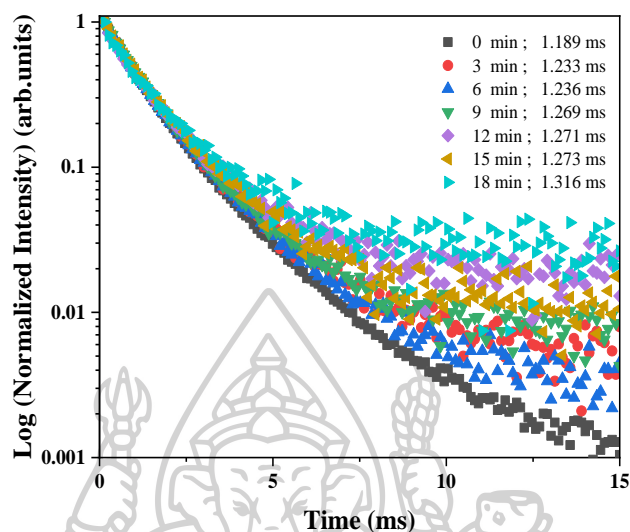 Log (Normalized Intensity) (arb.units)
1
0.1
0.01
0.001
0 min ; 1.189 ms
3 min ; 1.233 ms
6 min ; 1.236 ms
9 min ; 1.269 ms
12 min ; 1.271 ms
15 min ; 1.273 ms
18 min ; 1.316 ms
0
5
10
15
Time (ms)